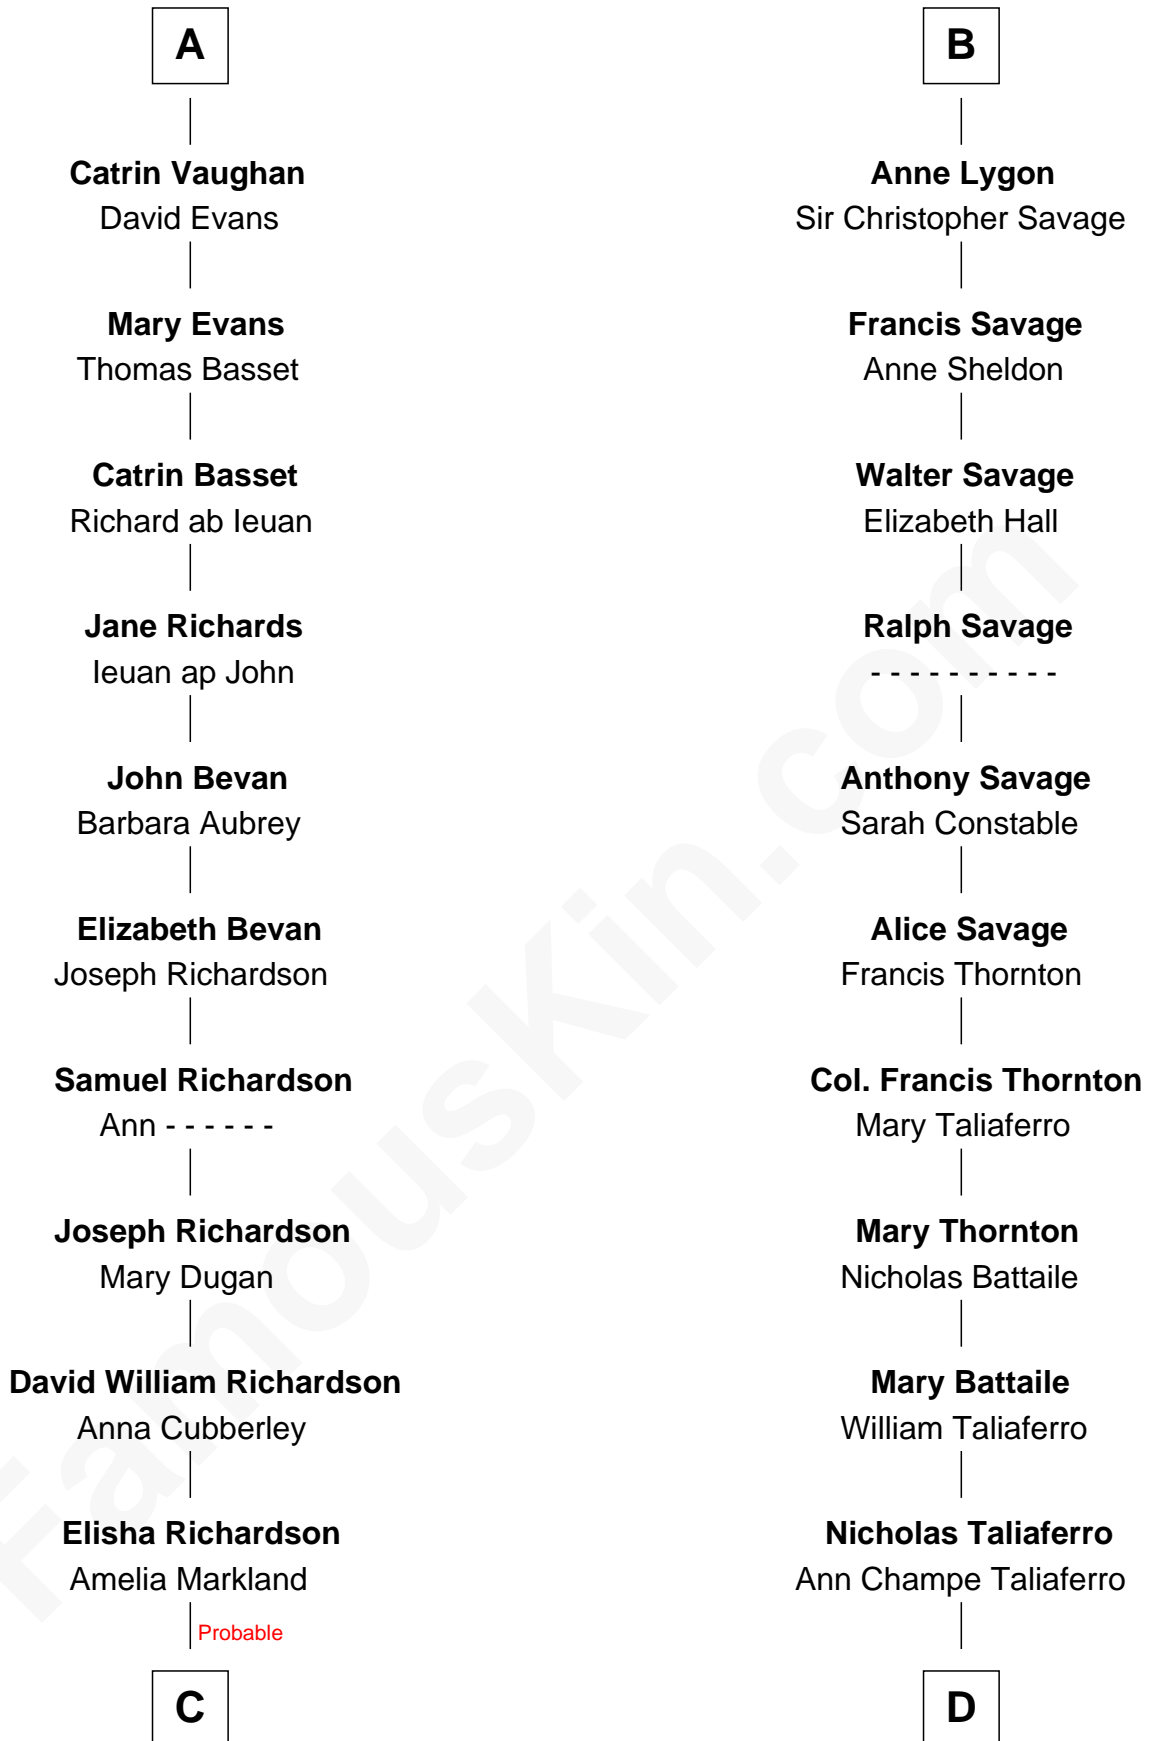 A
Catrin Vaughan
David Evans
Mary Evans
Thomas Basset
Catrin Basset
Richard ab Ieuan
Jane Richards
Ieuan ap John
John Bevan
Barbara Aubrey
Elizabeth Bevan
Joseph Richardson
Samuel Richardson
Ann - - - - - -
Joseph Richardson
Mary Dugan
David William Richardson
Anna Cubberley
Elisha Richardson
Amelia Markland
Probable
C
B
Anne Lygon
Sir Christopher Savage
Francis Savage
Anne Sheldon
Walter Savage
Elizabeth Hall
Ralph Savage
- - - - - - - - - -
Anthony Savage
Sarah Constable
Alice Savage
Francis Thornton
Col. Francis Thornton
Mary Taliaferro
Mary Thornton
Nicholas Battaile
Mary Battaile
William Taliaferro
Nicholas Taliaferro
Ann Champe Taliaferro
D
FamousKin.com